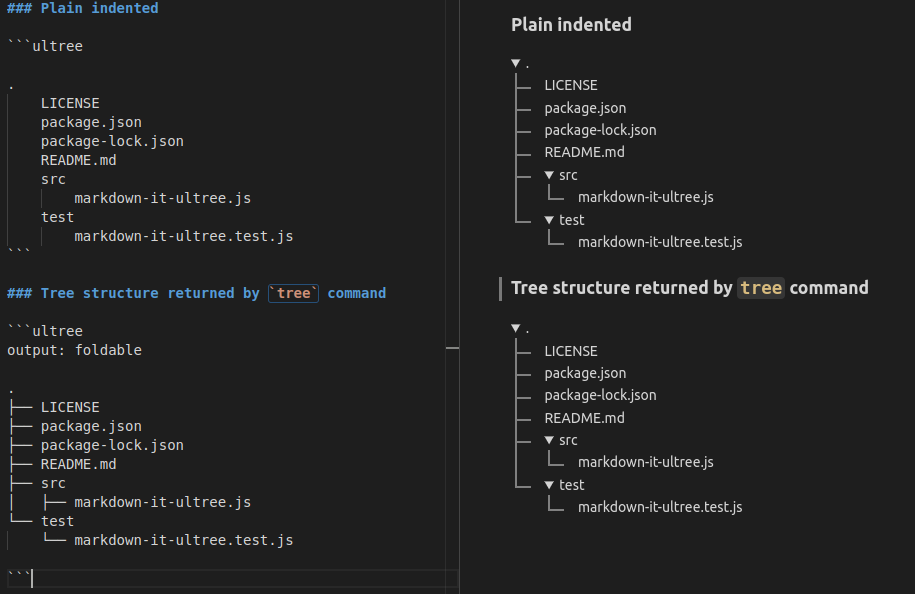 ### Plain indented
```ultree
.
    LICENSE
    package.json
    package-lock.json
    README.md
    src
        markdown-it-ultree.js
    test
        markdown-it-ultree.test.js
```
### Tree structure returned by `tree` command
```ultree
output: foldable
.
├── LICENSE
├── package.json
├── package-lock.json
├── README.md
├── src
│   ├── markdown-it-ultree.js
└── test
    └── markdown-it-ultree.test.js
```
Plain indented
▼ .
LICENSE
package.json
package-lock.json
README.md
▼ src
markdown-it-ultree.js
▼ test
markdown-it-ultree.test.js
Tree structure returned by tree command
▼ .
LICENSE
package.json
package-lock.json
README.md
▼ src
markdown-it-ultree.js
▼ test
markdown-it-ultree.test.js